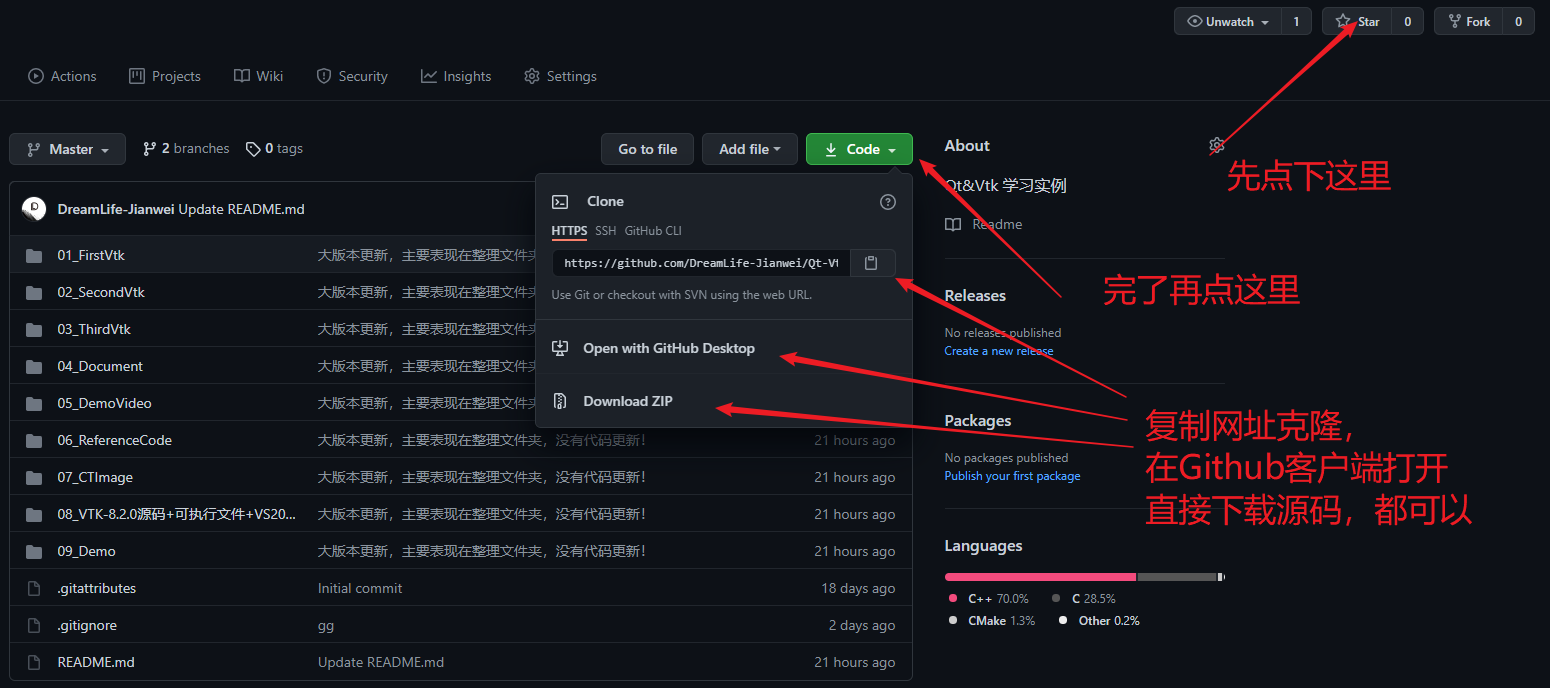 Unwatch 1 Star 0 Fork 0
Actions Projects Wiki Security Insights Settings
Master 2 branches 0 tags Go to file Add file Code
DreamLife-Jianwei Update README.md
01_FirstVtk 大版本更新，主要表现在整理文件夹
02_SecondVtk 大版本更新，主要表现在整理文件夹
03_ThirdVtk 大版本更新，主要表现在整理文件夹
04_Document 大版本更新，主要表现在整理文件夹
05_DemoVideo 大版本更新，主要表现在整理文件夹
06_ReferenceCode 大版本更新，主要表现在整理文件夹，没有代码更新！ 21 hours ago
07_CTImage 大版本更新，主要表现在整理文件夹，没有代码更新！ 21 hours ago
08_VTK-8.2.0源码+可执行文件+VS20... 大版本更新，主要表现在整理文件夹，没有代码更新！ 21 hours ago
09_Demo 大版本更新，主要表现在整理文件夹，没有代码更新！ 21 hours ago
.gitattributes Initial commit 18 days ago
.gitignore gg 2 days ago
README.md Update README.md 21 hours ago
Clone
HTTPS SSH GitHub CLI
https://github.com/DreamLife-Jianwei/Qt-Vt
Use Git or checkout with SVN using the web URL.
Open with GitHub Desktop
Download ZIP
About
Qt&Vtk 学习实例
Readme
Releases
No releases published
Create a new release
Packages
No packages published
Publish your first package
Languages
C++ 70.0% C 28.5%
CMake 1.3% Other 0.2%
先点下这里
完了再点这里
复制网址克隆，
在Github客户端打开
直接下载源码，都可以